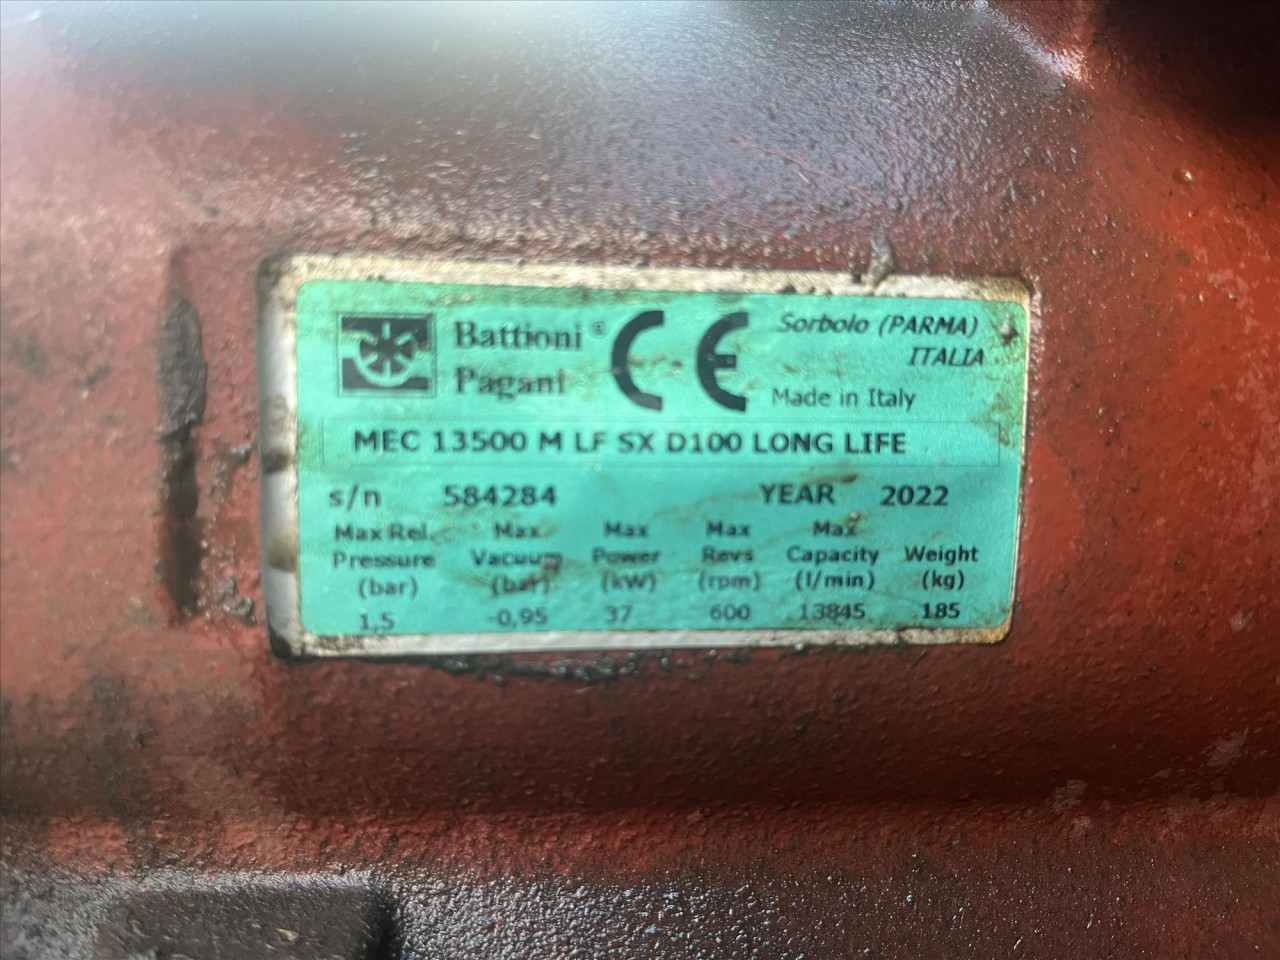 Battioni®
Pagani
CE
Sorbolo (PARMA)
ITALIA
Made in Italy
MEC 13500 M LF SX D100 LONG LIFE
s/n 584284 YEAR 2022
Max Rel. Max Max Max Max
Pressure Vacuum Power Revs Capacity Weight
(bar) (bar) (kW) (rpm) (l/min) (kg)
1,5 -0,95 37 600 13845 185